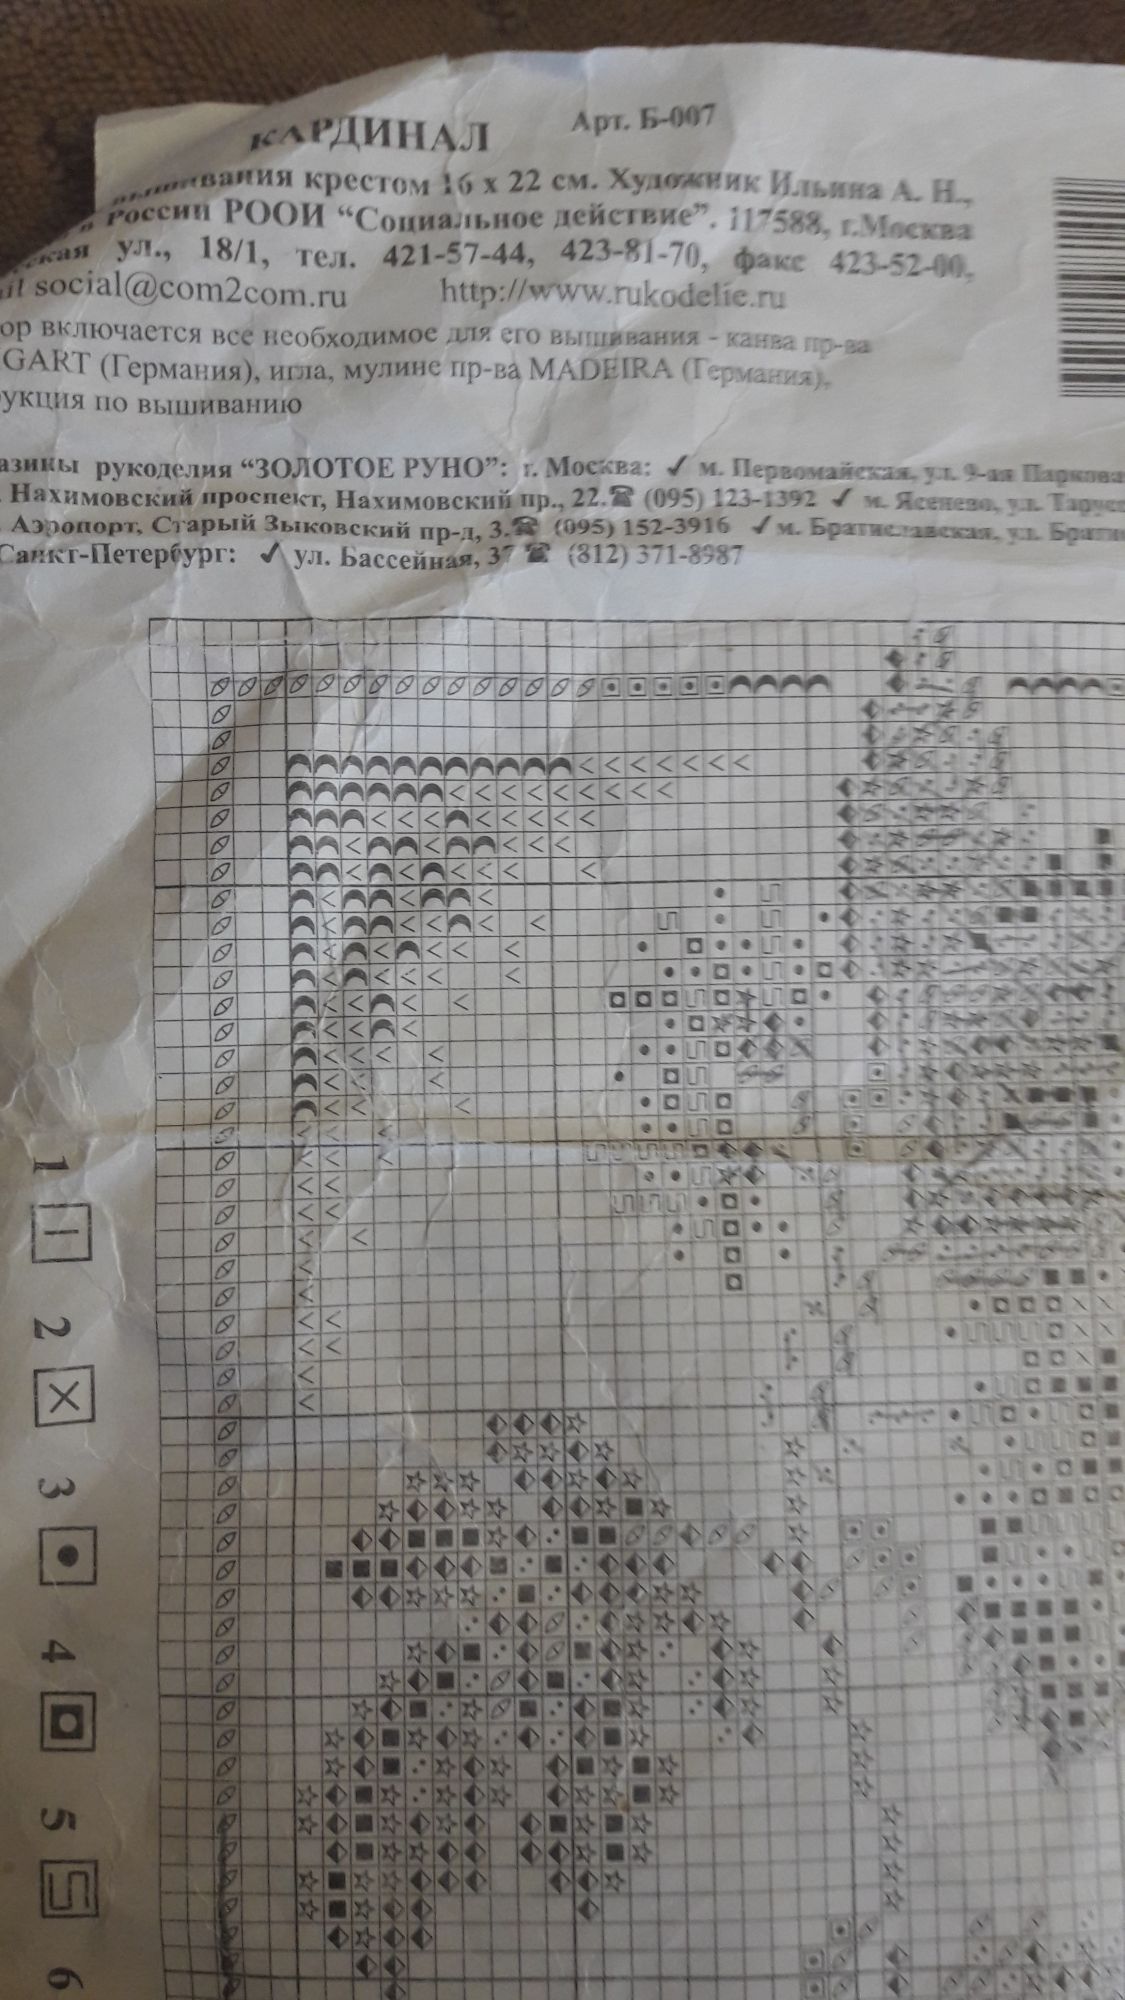 КАРДИНАЛ Арт. Б-007
вышивания крестом 16 х 22 см. Художник Ильина А. Н.,
в России РООИ “Социальное действие”. 117588, г.Москва
ул., 18/1, тел. 421-57-44, 423-81-70, факс 423-52-00,
social@com2com.ru http://www.rukodelie.ru
ор включается все необходимое для его вышивания - канва пр-ва
GART (Германия), игла, мулине пр-ва MADEIRA (Германия),
укция по вышиванию
азины рукоделия “ЗОЛОТОЕ РУНО”: г. Москва: ✓ м. Первомайская, ул. 9-ая Паркова
Нахимовский проспект, Нахимовский пр., 22.☎ (095) 123-1392 ✓ м. Ясенево, ул. Тарус
Аэропорт, Старый Зыковский пр-д, 3.☎ (095) 152-3916 ✓ м. Братиславская, ул. Брати
Санкт-Петербург: ✓ ул. Бассейная, 37 ☎ (812) 371-8987
1
2
3
4
5
6